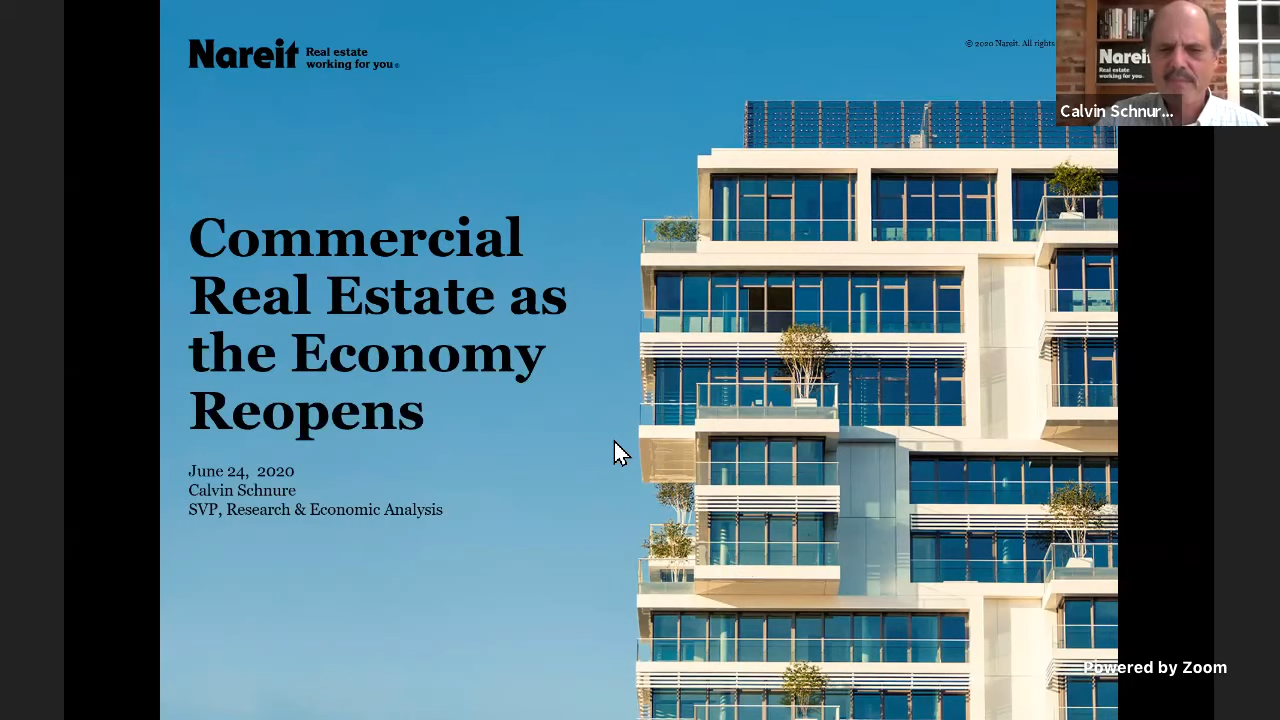 Nareit
Real estate
working for you®
© 2020 Nareit. All rights
Nareit
Real estate
working for you.
Calvin Schnur...
Commercial
Real Estate as
the Economy
Reopens
June 24, 2020
Calvin Schnure
SVP, Research & Economic Analysis
Powered by Zoom